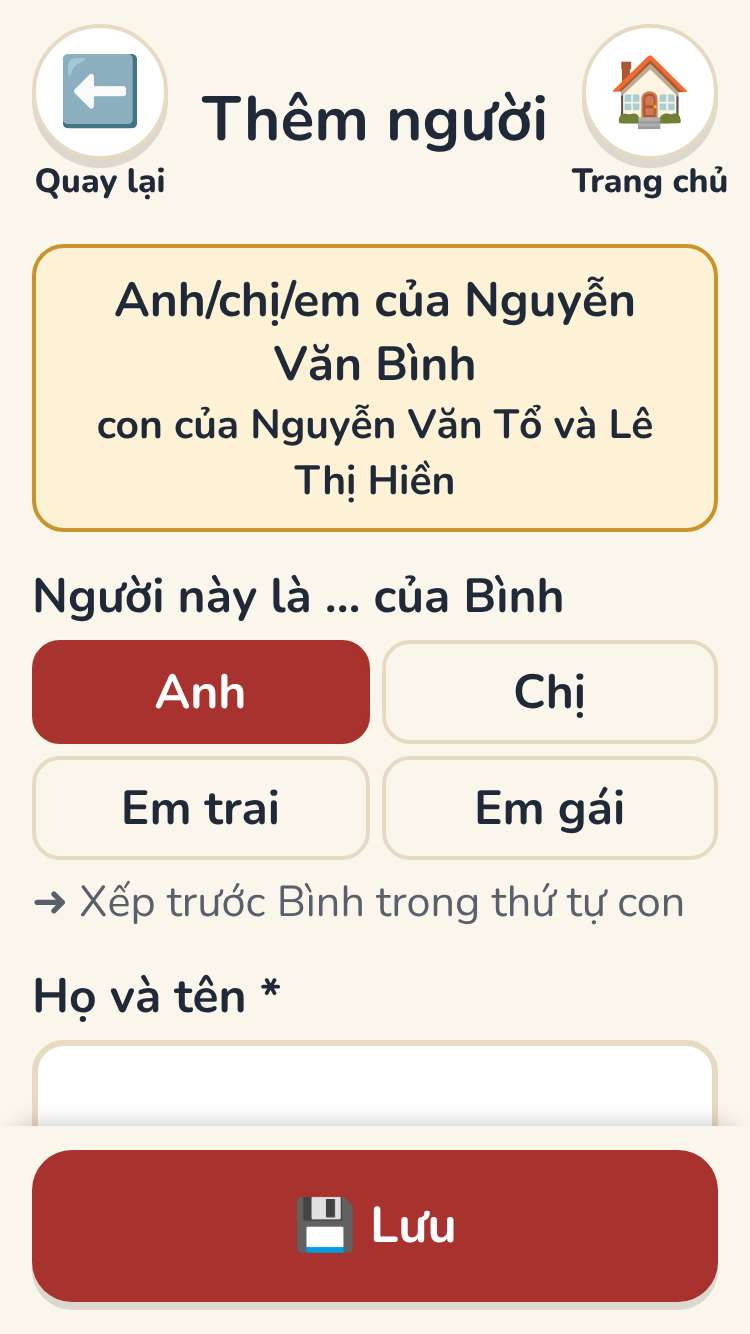 Thêm người
Quay lại
Trang chủ
Anh/chị/em của Nguyễn
Văn Bình
con của Nguyễn Văn Tổ và Lê
Thị Hiền
Người này là ... của Bình
Anh
Chị
Em trai
Em gái
➜ Xếp trước Bình trong thứ tự con
Họ và tên *
Lưu